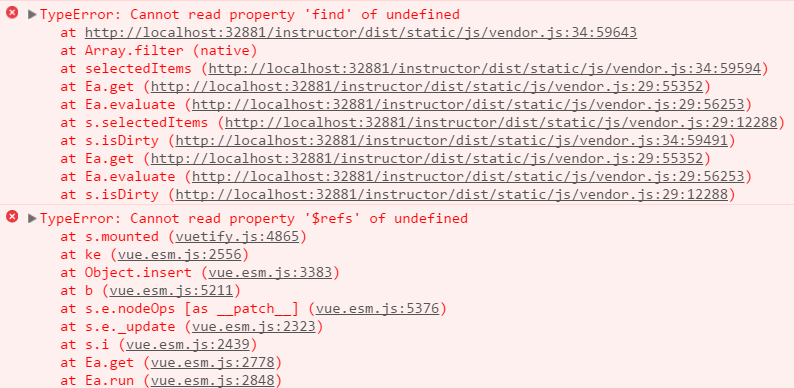 TypeError: Cannot read property 'find' of undefined
at http://localhost:32881/instructor/dist/static/js/vendor.js:34:59643
at Array.filter (native)
at selectedItems (http://localhost:32881/instructor/dist/static/js/vendor.js:34:59594)
at Ea.get (http://localhost:32881/instructor/dist/static/js/vendor.js:29:55352)
at Ea.evaluate (http://localhost:32881/instructor/dist/static/js/vendor.js:29:56253)
at s.selectedItems (http://localhost:32881/instructor/dist/static/js/vendor.js:29:12288)
at s.isDirty (http://localhost:32881/instructor/dist/static/js/vendor.js:34:59491)
at Ea.get (http://localhost:32881/instructor/dist/static/js/vendor.js:29:55352)
at Ea.evaluate (http://localhost:32881/instructor/dist/static/js/vendor.js:29:56253)
at s.isDirty (http://localhost:32881/instructor/dist/static/js/vendor.js:29:12288)
TypeError: Cannot read property '$refs' of undefined
at s.mounted (vuetify.js:4865)
at ke (vue.esm.js:2556)
at Object.insert (vue.esm.js:3383)
at b (vue.esm.js:5211)
at s.e.nodeOps [as __patch__] (vue.esm.js:5376)
at s.e._update (vue.esm.js:2323)
at s.i (vue.esm.js:2439)
at Ea.get (vue.esm.js:2778)
at Ea.run (vue.esm.js:2848)